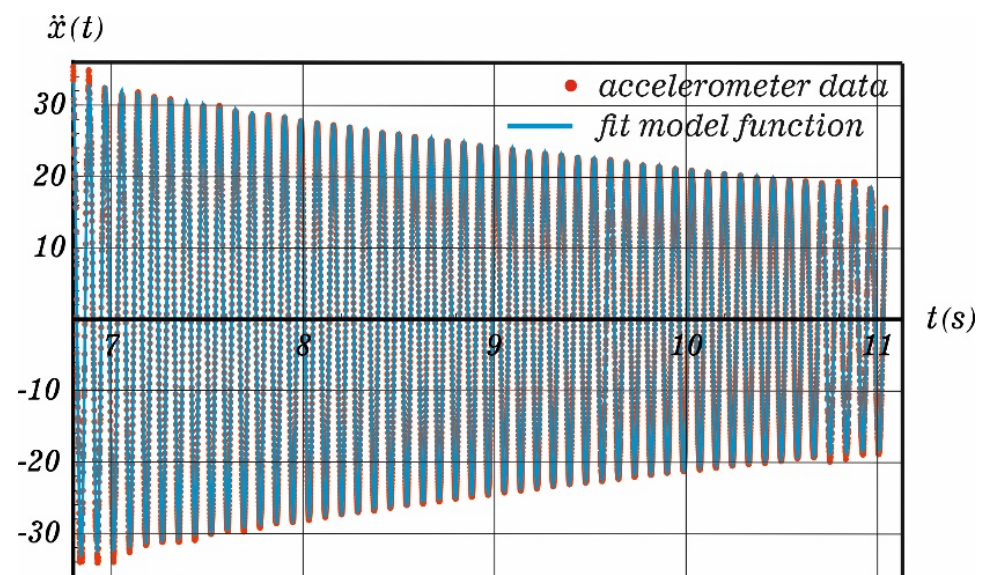 ẍ(t)
accelerometer data
30
fit model function
20
10
t(s)
7 8 9 10 11
-10
-20
-30